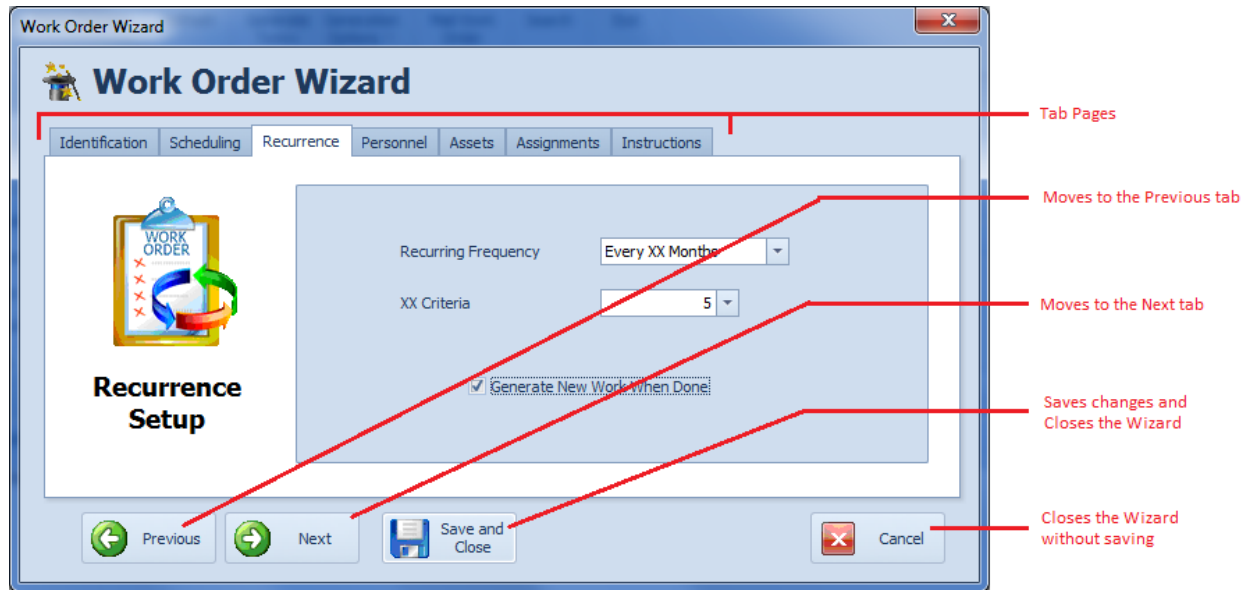 Work Order Wizard
Work Order Wizard
Tab Pages
Identification Scheduling Recurrence Personnel Assets Assignments Instructions
Moves to the Previous tab
WORK
ORDER
Recurring Frequency Every XX Months
XX Criteria 5
Moves to the Next tab
Generate New Work When Done
Recurrence
Setup
Saves changes and
Closes the Wizard
Previous Next Save and
Close
Cancel
Closes the Wizard
without saving